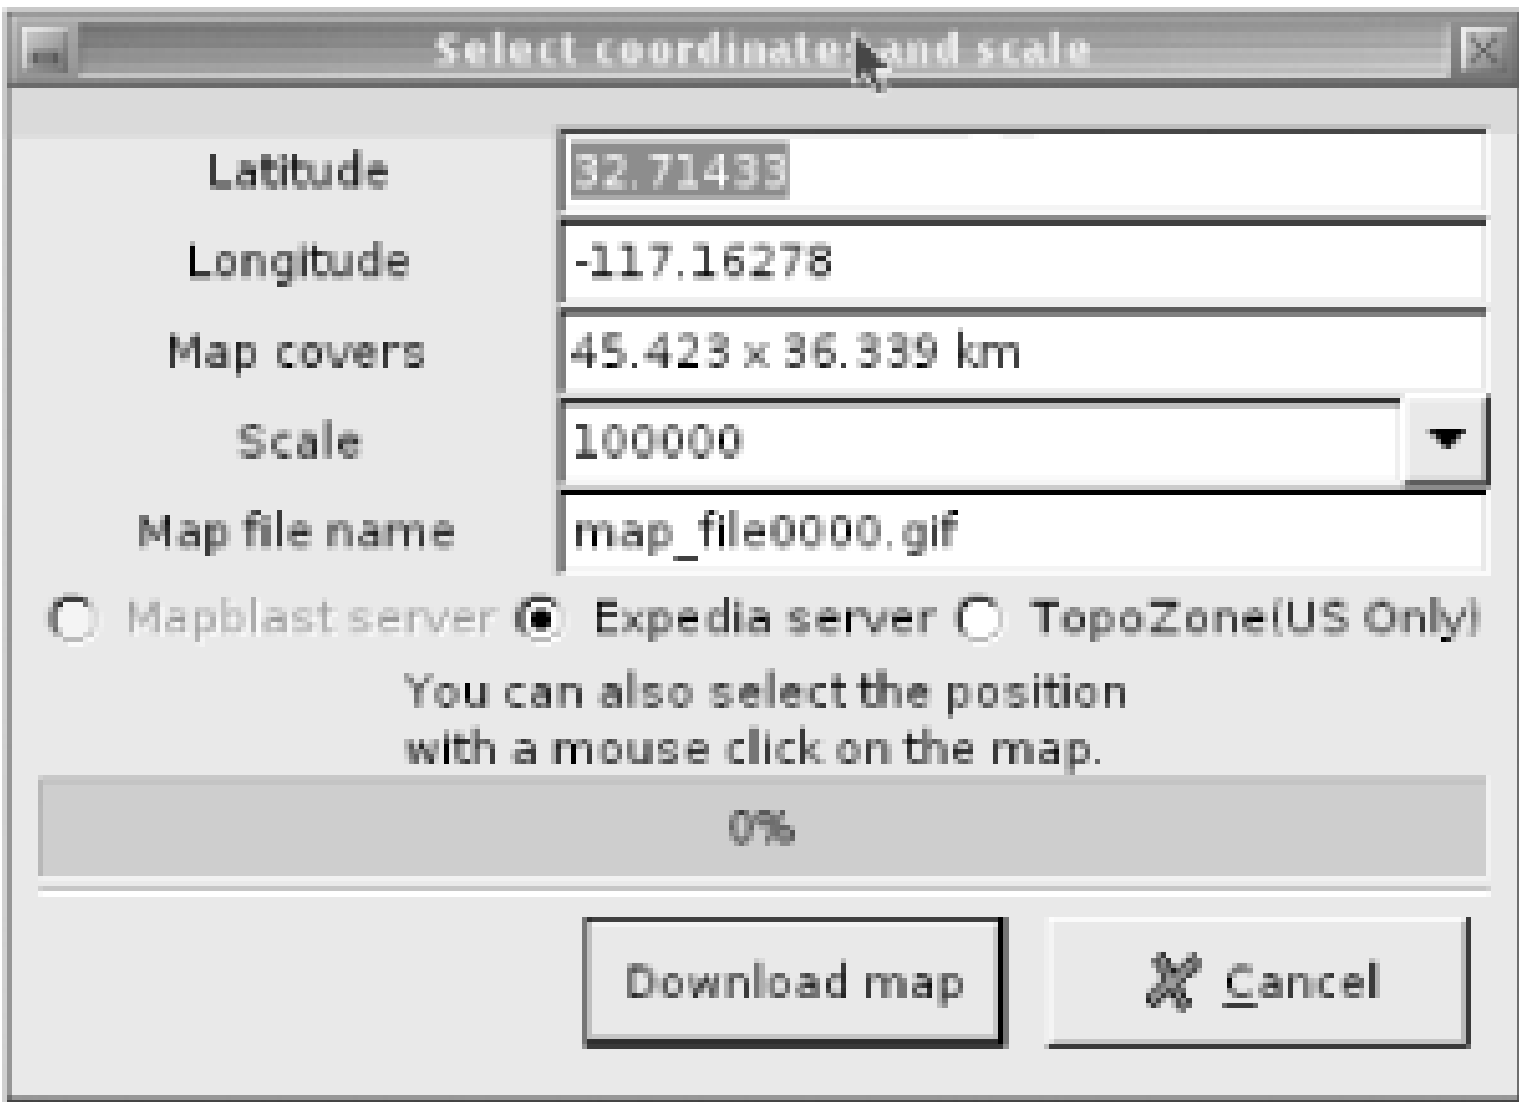 Select coordinates and scale
Latitude 32.71433
Longitude -117.16278
Map covers 45.423 x 36.339 km
Scale 100000
Map file name map_file0000.gif
Mapblast server Expedia server TopoZone(US Only)
You can also select the position
with a mouse click on the map.
0%
Download map Cancel